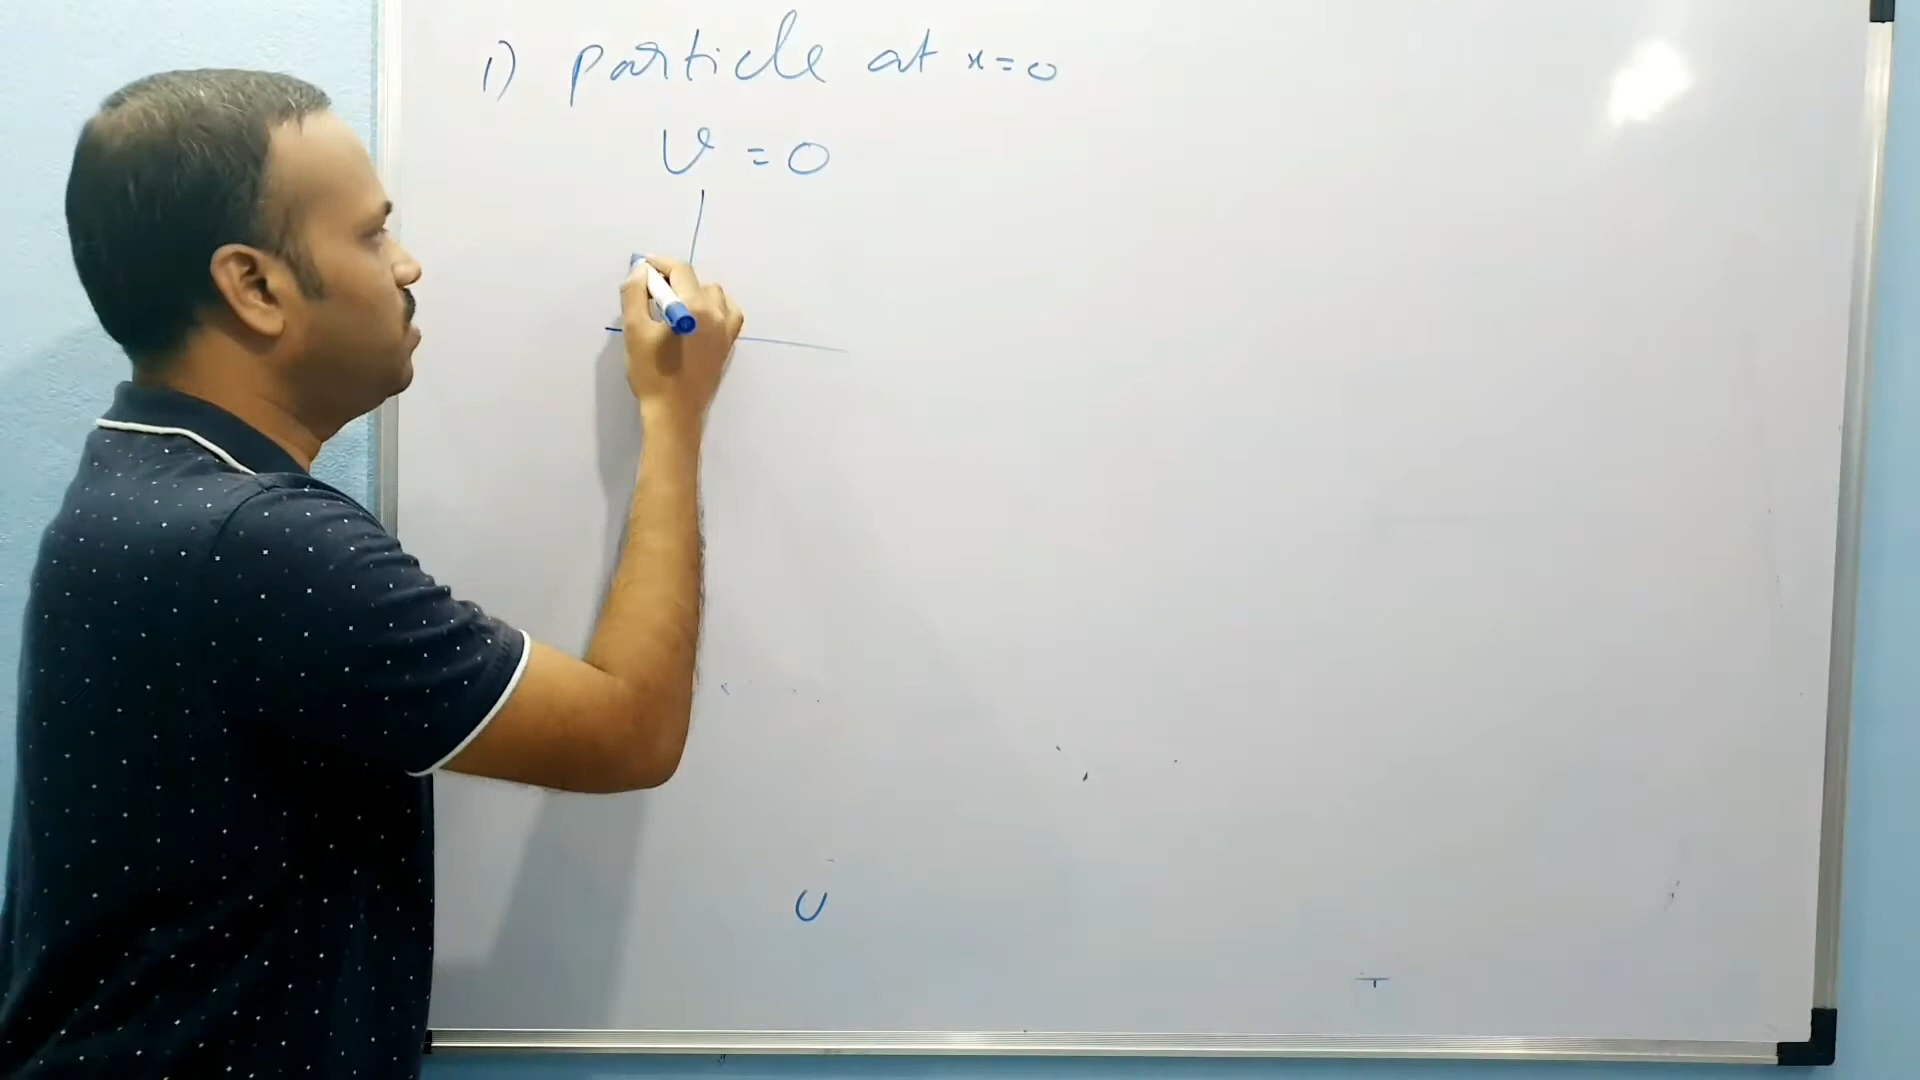 1) particle at x=0
v = 0